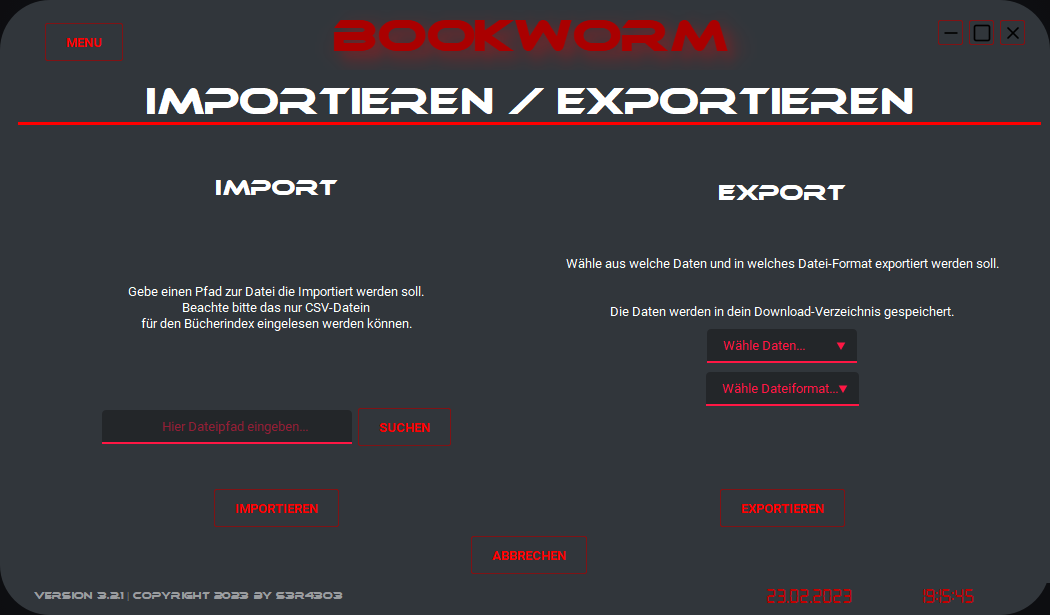 MENU
BOOKWORM
IMPORTIEREN / EXPORTIEREN
IMPORT
EXPORT
Wähle aus welche Daten und in welches Datei-Format exportiert werden soll.
Gebe einen Pfad zur Datei die Importiert werden soll.
Beachte bitte das nur CSV-Datein
für den Bücherindex eingelesen werden können.
Die Daten werden in dein Download-Verzeichnis gespeichert.
Wähle Daten... ▼
Wähle Dateiformat...▼
Hier Dateipfad eingeben...
SUCHEN
IMPORTIEREN
EXPORTIEREN
ABBRECHEN
VERSION 3.2.1 | COPYRIGHT 2023 BY S3R43O3
23.02.2023
19:15:45